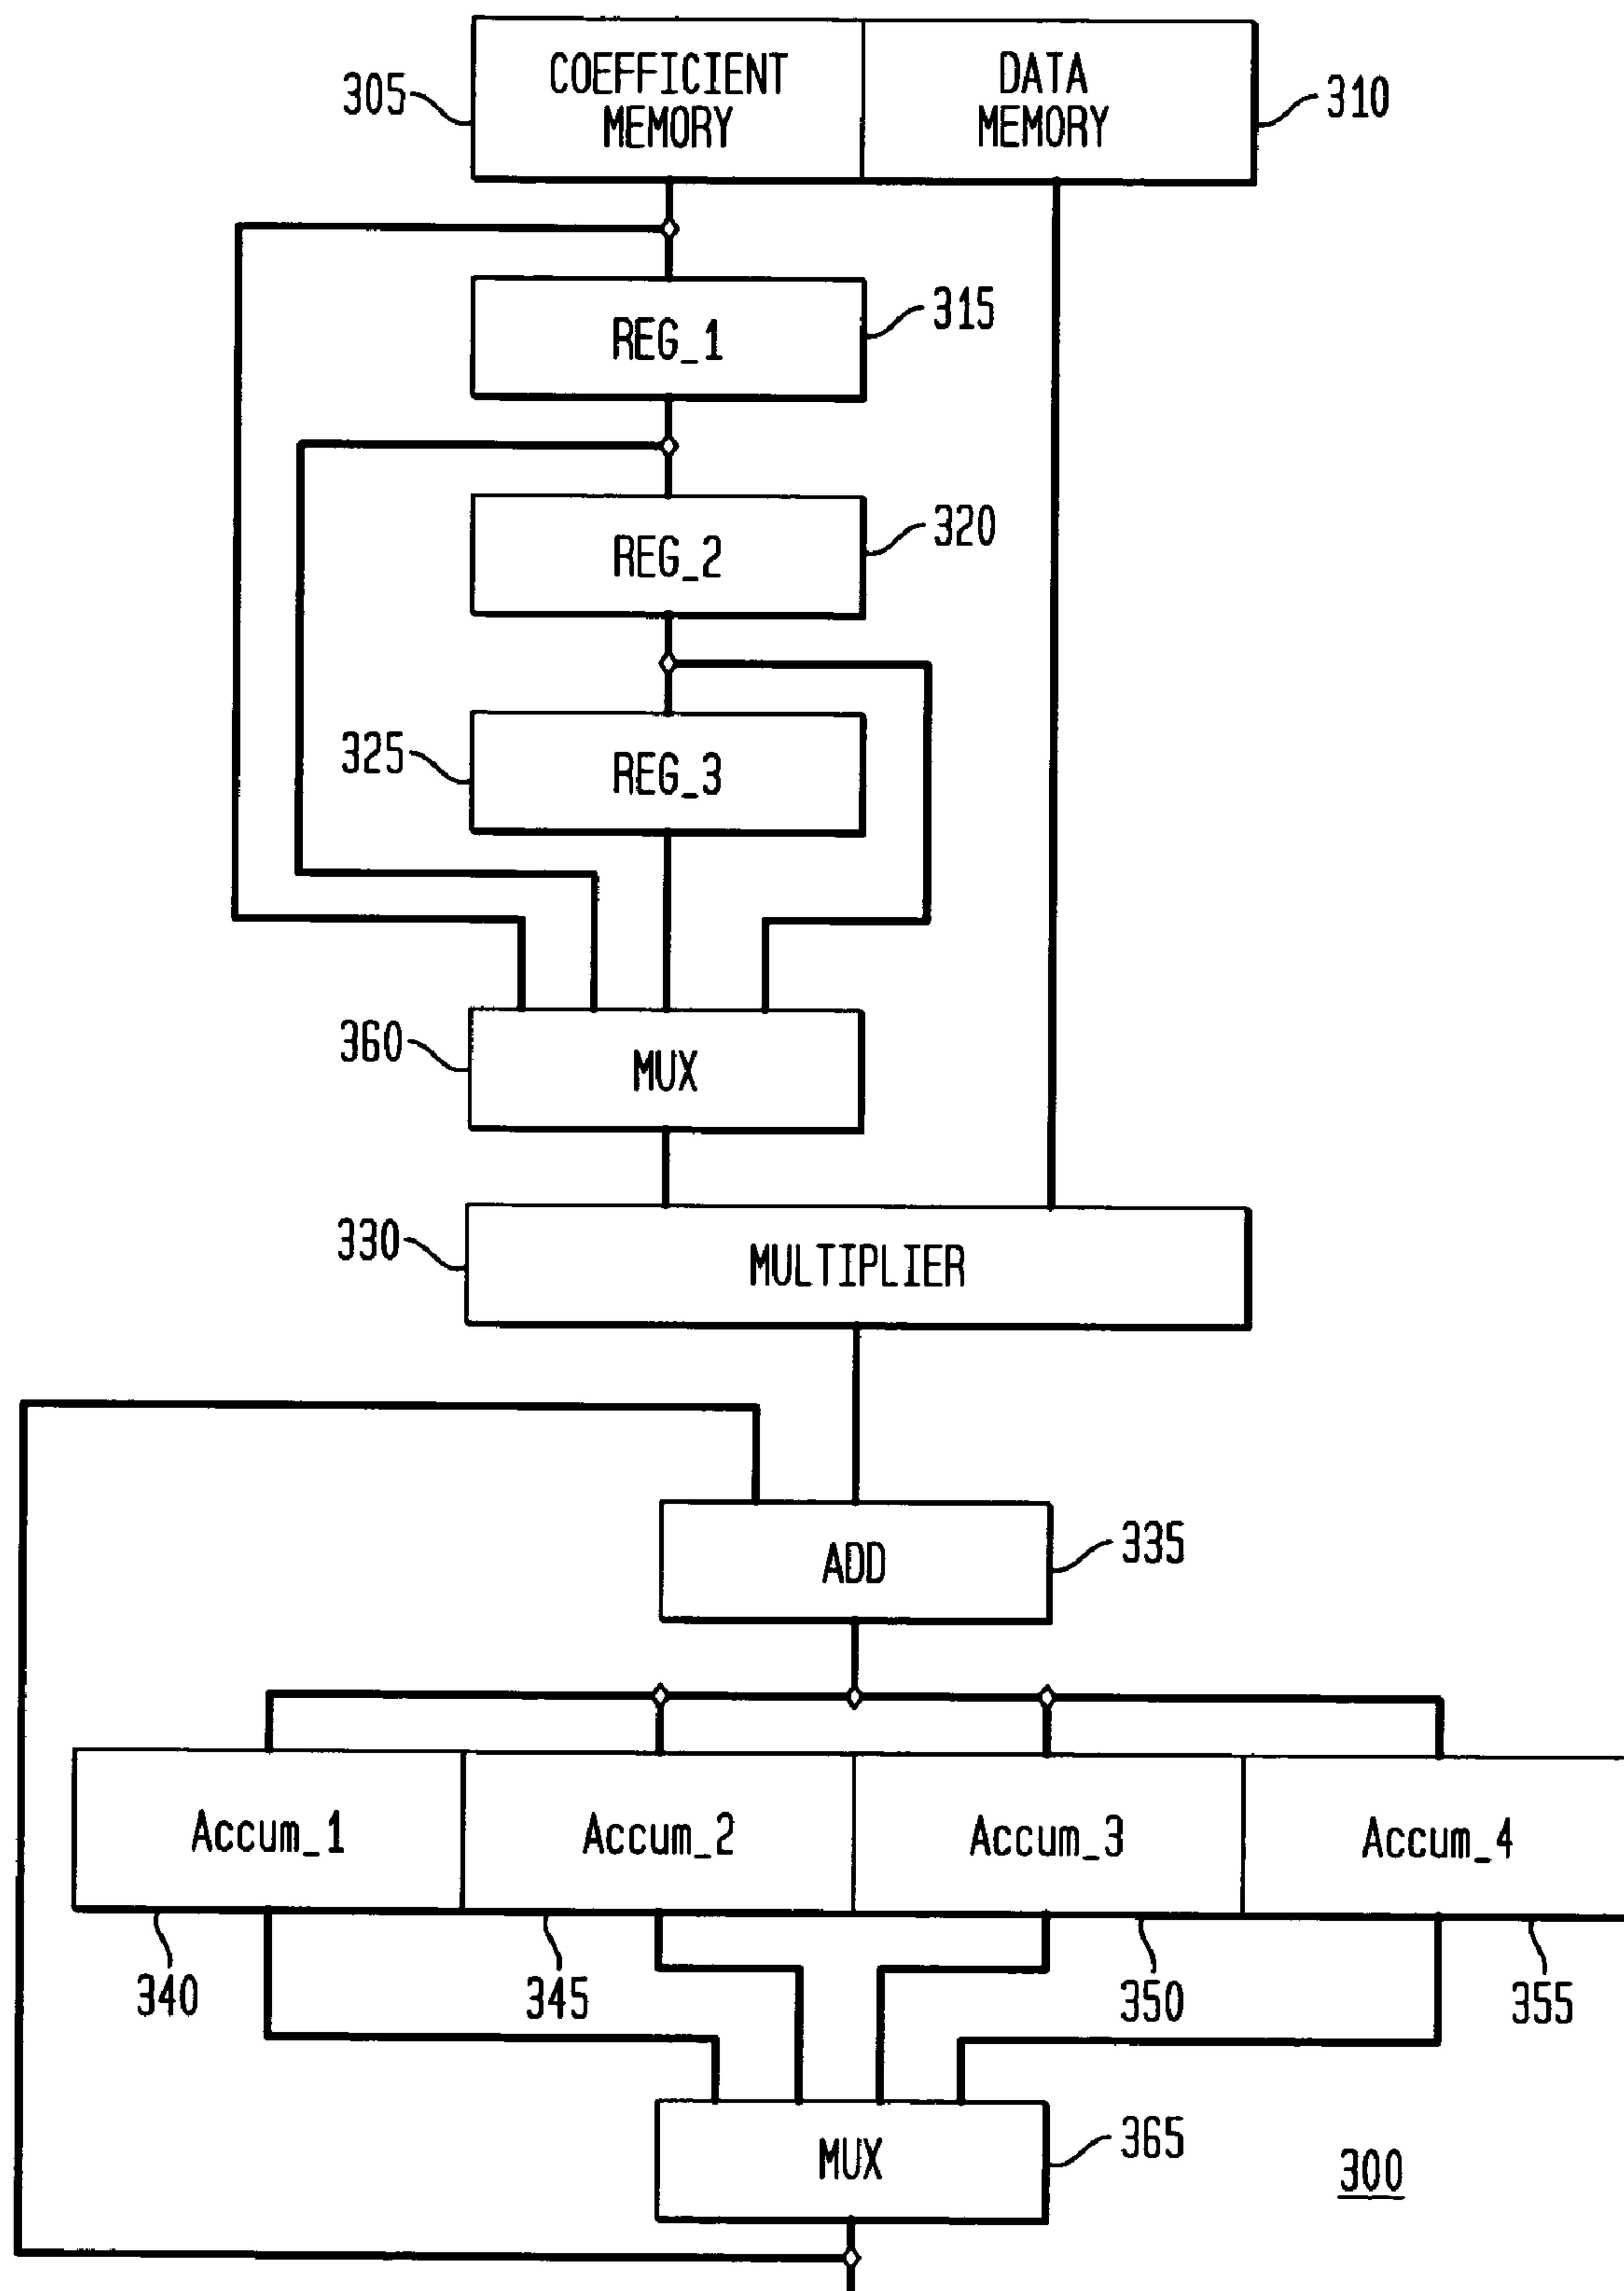 COEFFICIENT
MEMORY
DATA
MEMORY
305
310
REG_1
315
REG_2
320
REG_3
325
MUX
360
MULTIPLIER
330
ADD
335
Accum_1
Accum_2
Accum_3
Accum_4
340
345
350
355
MUX
365
300